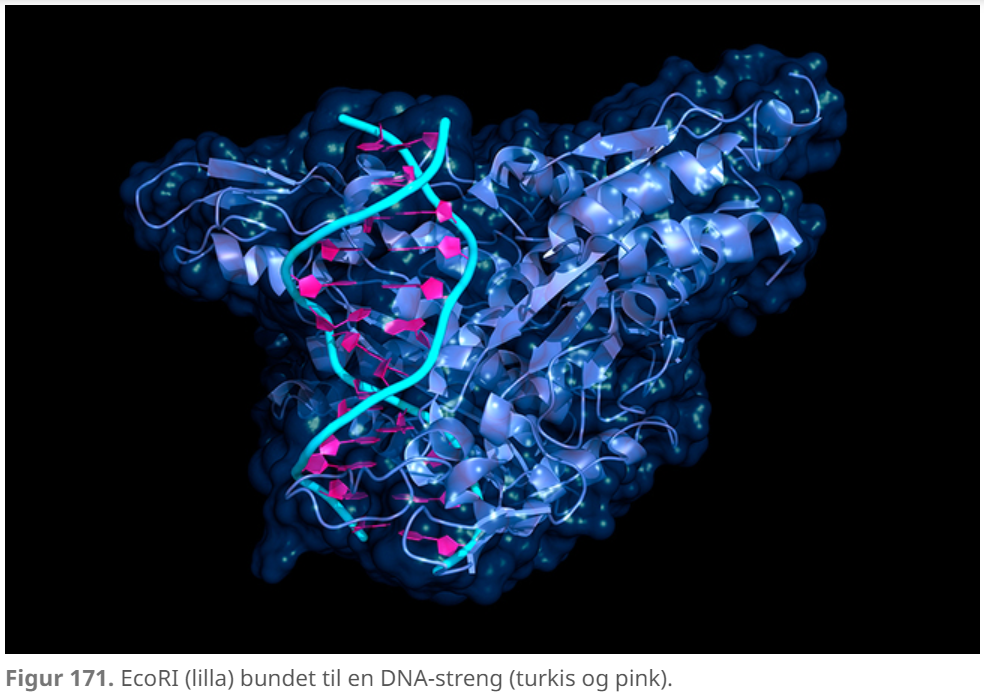 Figur 171. EcoRI (lilla) bundet til en DNA-streng (turkis og pink).